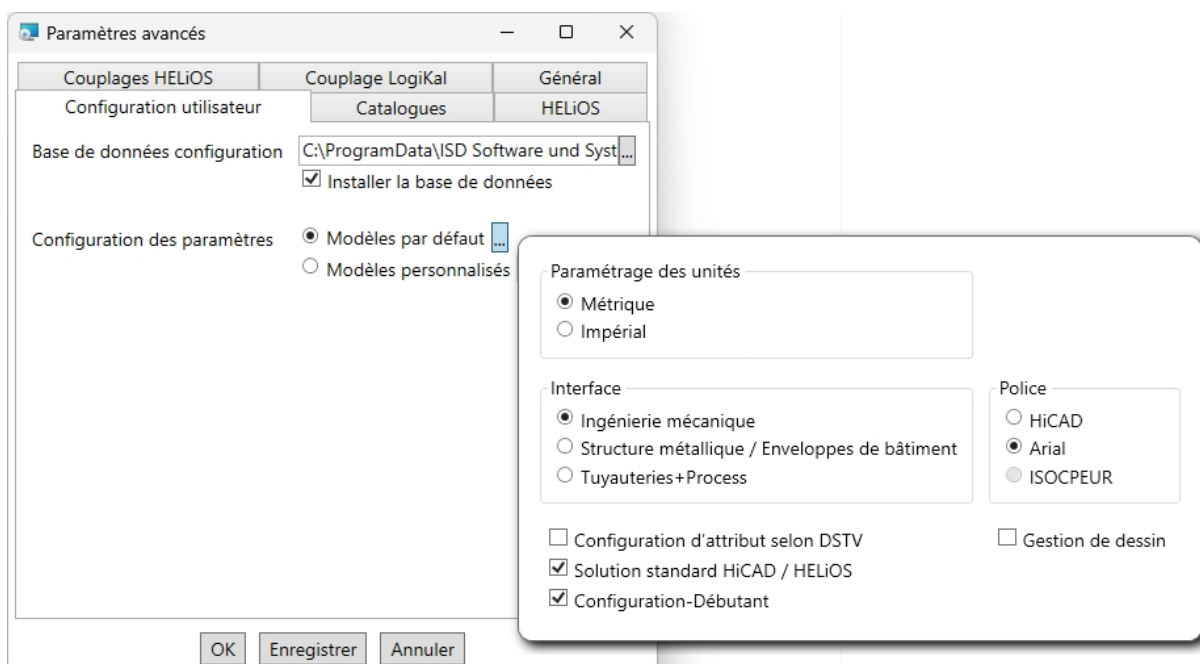 Paramètres avancés
Couplages HELiOS Couplage LogiKal Général
Configuration utilisateur Catalogues HELiOS
Base de données configuration C:\ProgramData\ISD Software und Syst ...
Installer la base de données
Configuration des paramètres Modèles par défaut ...
Modèles personnalisés
Paramétrage des unités
Métrique
Impérial
Interface Police
Ingénierie mécanique HiCAD
Structure métallique / Enveloppes de bâtiment Arial
Tuyauteries+Process ISOCPEUR
Configuration d'attribut selon DSTV Gestion de dessin
Solution standard HiCAD / HELiOS
Configuration-Débutant
OK Enregistrer Annuler